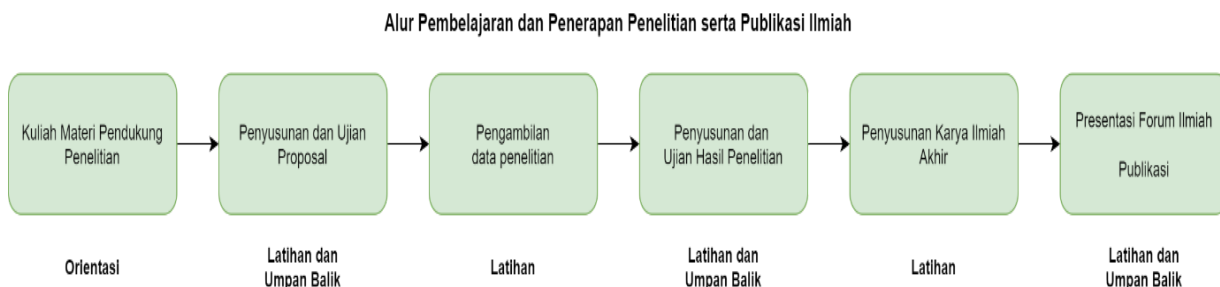 Alur Pembelajaran dan Penerapan Penelitian serta Publikasi Ilmiah
Kuliah Materi Pendukung
Penelitian
Penyusunan dan Ujian
Proposal
Pengambilan
data penelitian
Penyusunan dan
Ujian Hasil Penelitian
Penyusunan Karya Ilmiah
Akhir
Presentasi Forum Ilmiah
Publikasi
Orientasi
Latihan dan
Umpan Balik
Latihan
Latihan dan
Umpan Balik
Latihan
Latihan dan
Umpan Balik